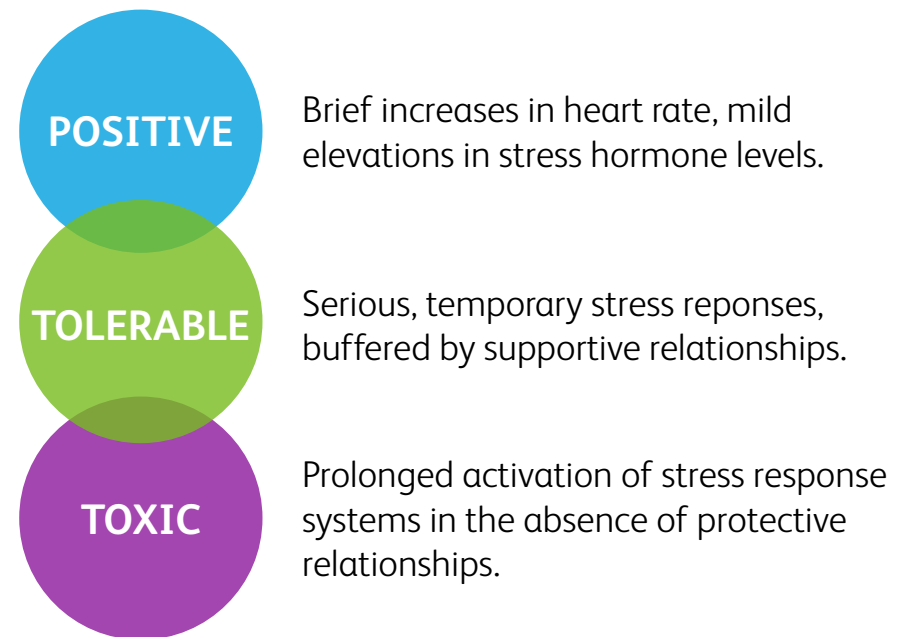 POSITIVE
Brief increases in heart rate, mild
elevations in stress hormone levels.
TOLERABLE
Serious, temporary stress reponses,
buffered by supportive relationships.
TOXIC
Prolonged activation of stress response
systems in the absence of protective
relationships.